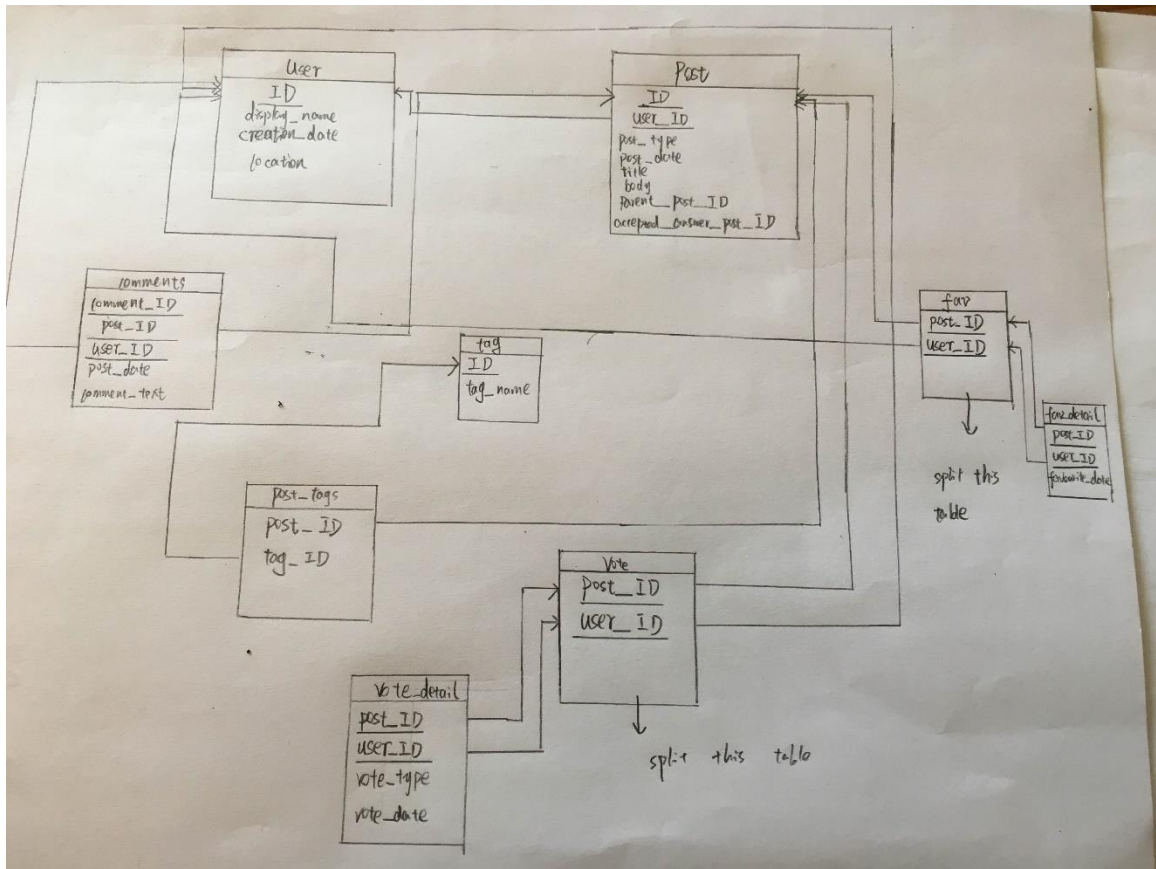 User
ID
display_name
creation_date
location
Post
ID
user_ID
post_type
post_date
title
body
Parent_post_ID
accepted_answer_post_ID
comments
comment_ID
post_ID
user_ID
post_date
comment_text
tag
ID
tag_name
fav
post_ID
user_ID
split this
table
fav_detail
post_ID
user_ID
favourite_date
post_tags
post_ID
tag_ID
Vote
post_ID
user_ID
split this table
Vote_detail
post_ID
user_ID
vote_type
vote_date